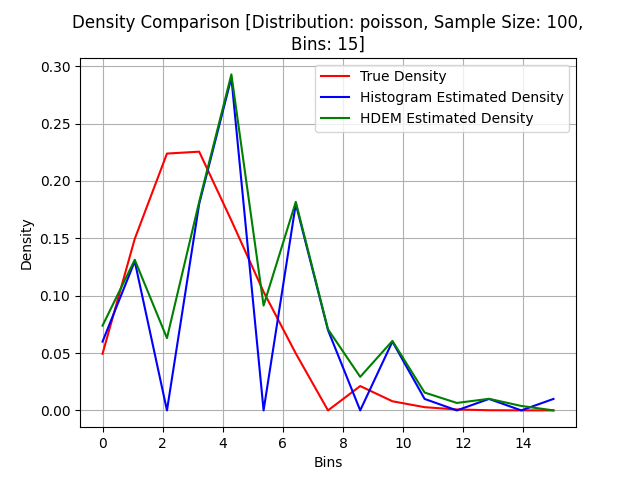 Density Comparison [Distribution: poisson, Sample Size: 100,
Bins: 15]
True Density
Histogram Estimated Density
HDEM Estimated Density
Density
0.30
0.25
0.20
0.15
0.10
0.05
0.00
0 2 4 6 8 10 12 14
Bins